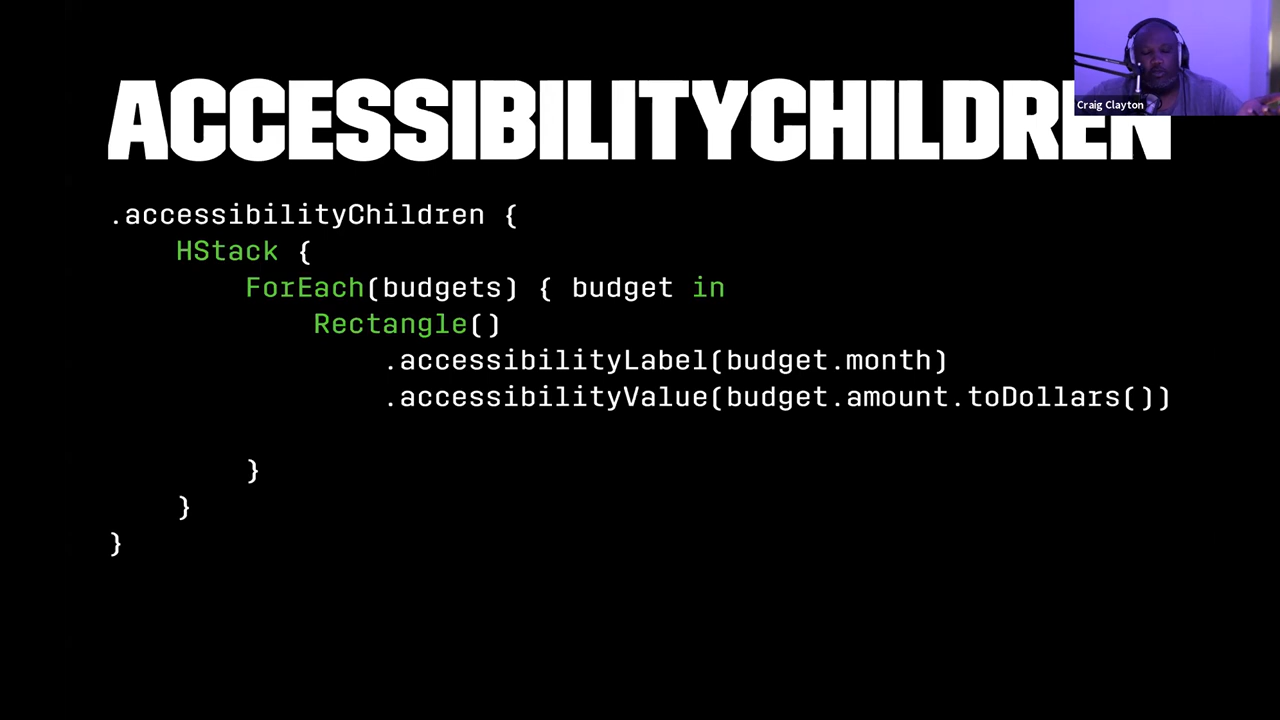 ACCESSIBILITYCHILDREN
Craig Clayton
.accessibilityChildren {
HStack {
ForEach(budgets) { budget in
Rectangle()
.accessibilityLabel(budget.month)
.accessibilityValue(budget.amount.toDollars())
}
}
}